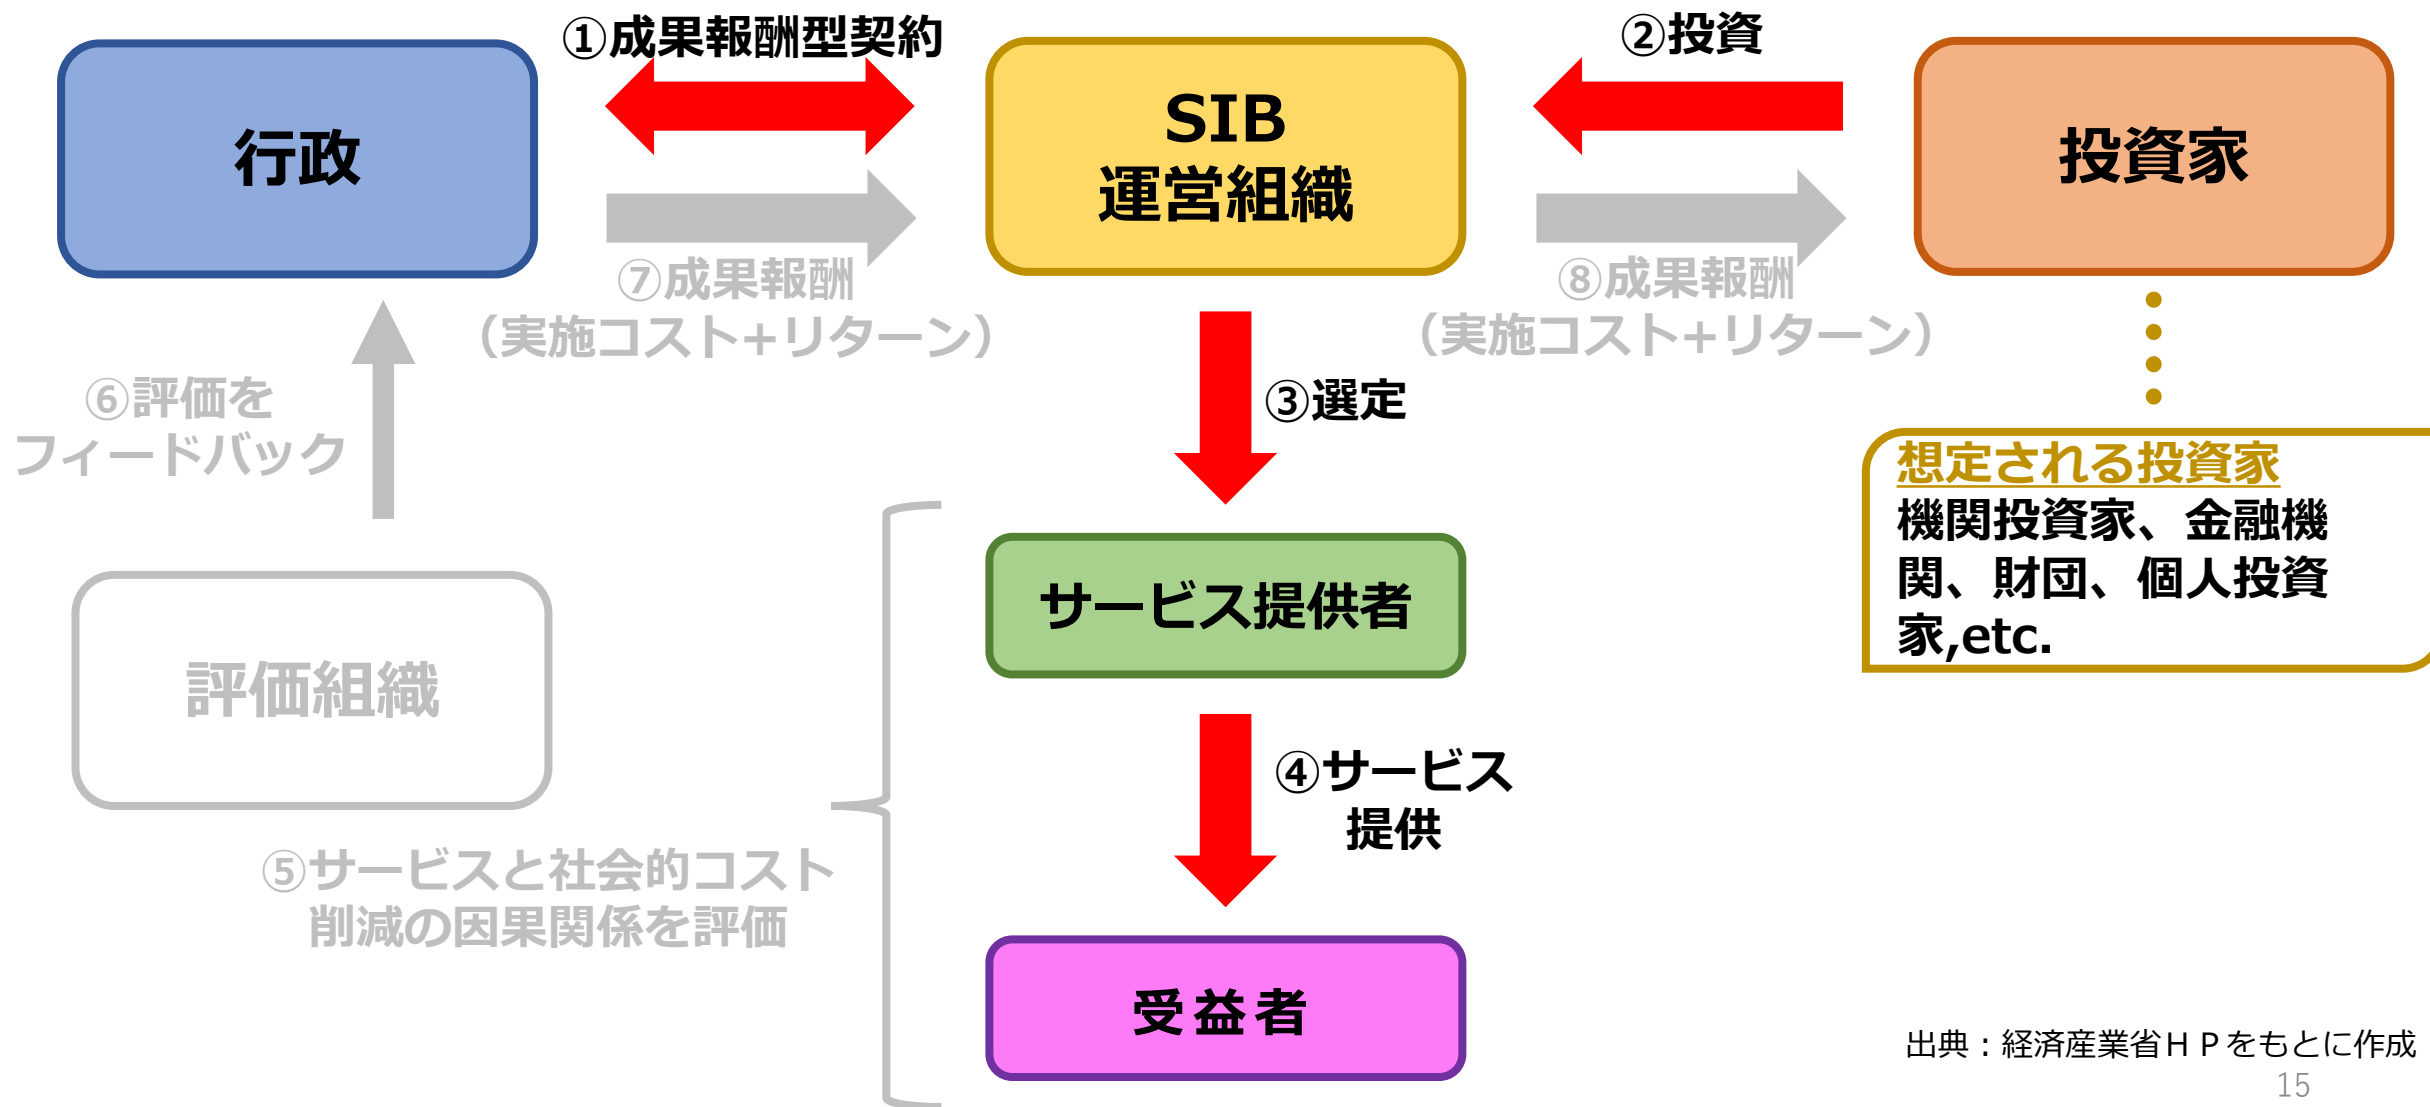 ①成果報酬型契約
②投資
行政
SIB
運営組織
投資家
⑦成果報酬
（実施コスト+リターン）
⑧成果報酬
（実施コスト+リターン）
③選定
⑥評価を
フィードバック
想定される投資家
機関投資家、金融機
関、財団、個人投資
家,etc.
サービス提供者
評価組織
④サービス
提供
⑤サービスと社会的コスト
削減の因果関係を評価
受益者
出典：経済産業省ＨＰをもとに作成
15